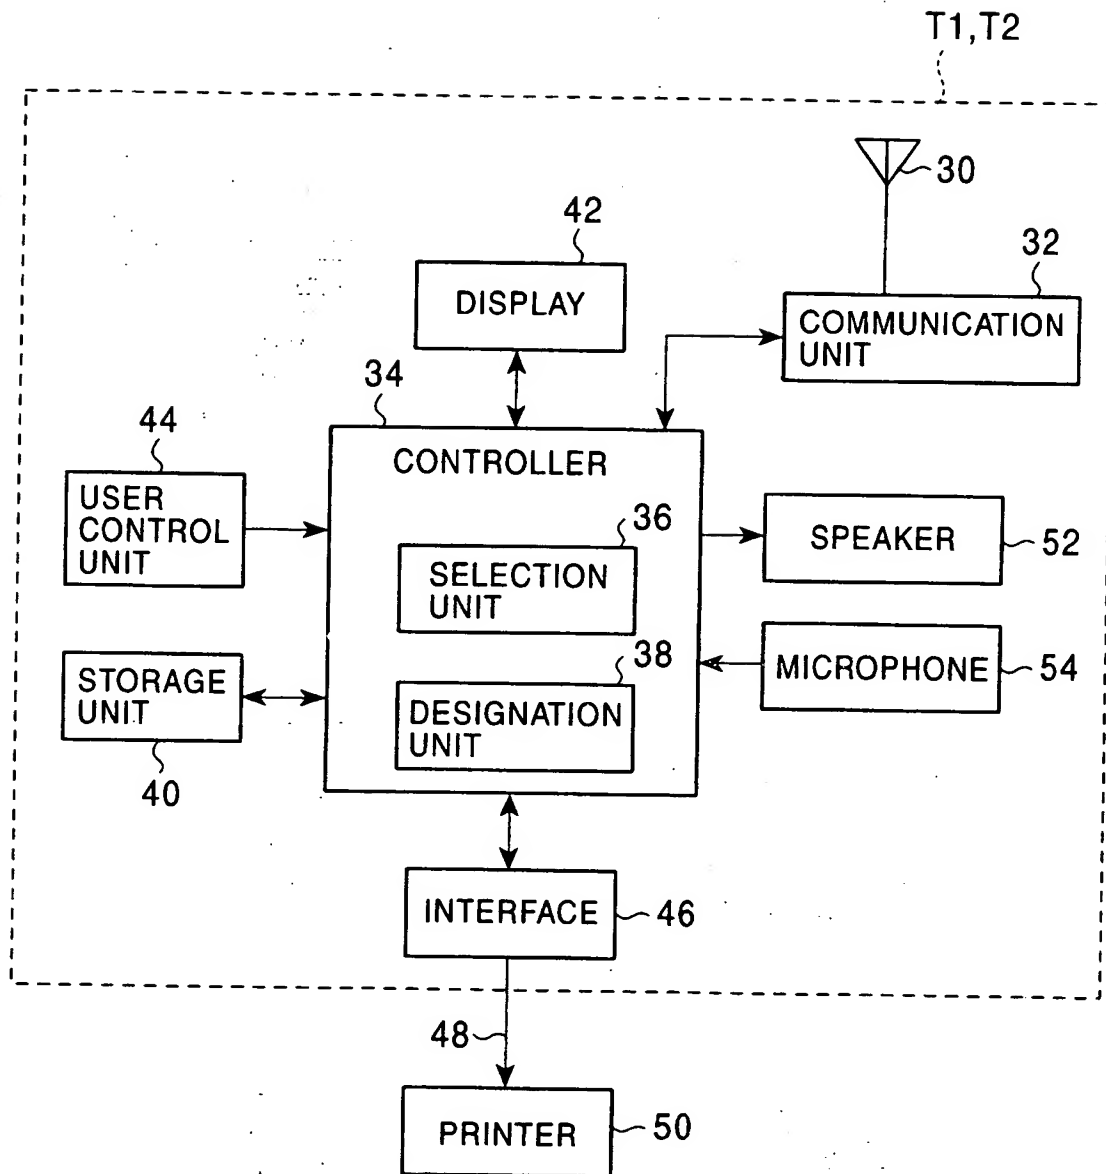 T1,T2
30
42
32
DISPLAY
COMMUNICATION
UNIT
34
44
CONTROLLER
USER
CONTROL
UNIT
36
SPEAKER
52
SELECTION
UNIT
38
MICROPHONE
54
STORAGE
UNIT
DESIGNATION
UNIT
40
INTERFACE
46
48
PRINTER
50